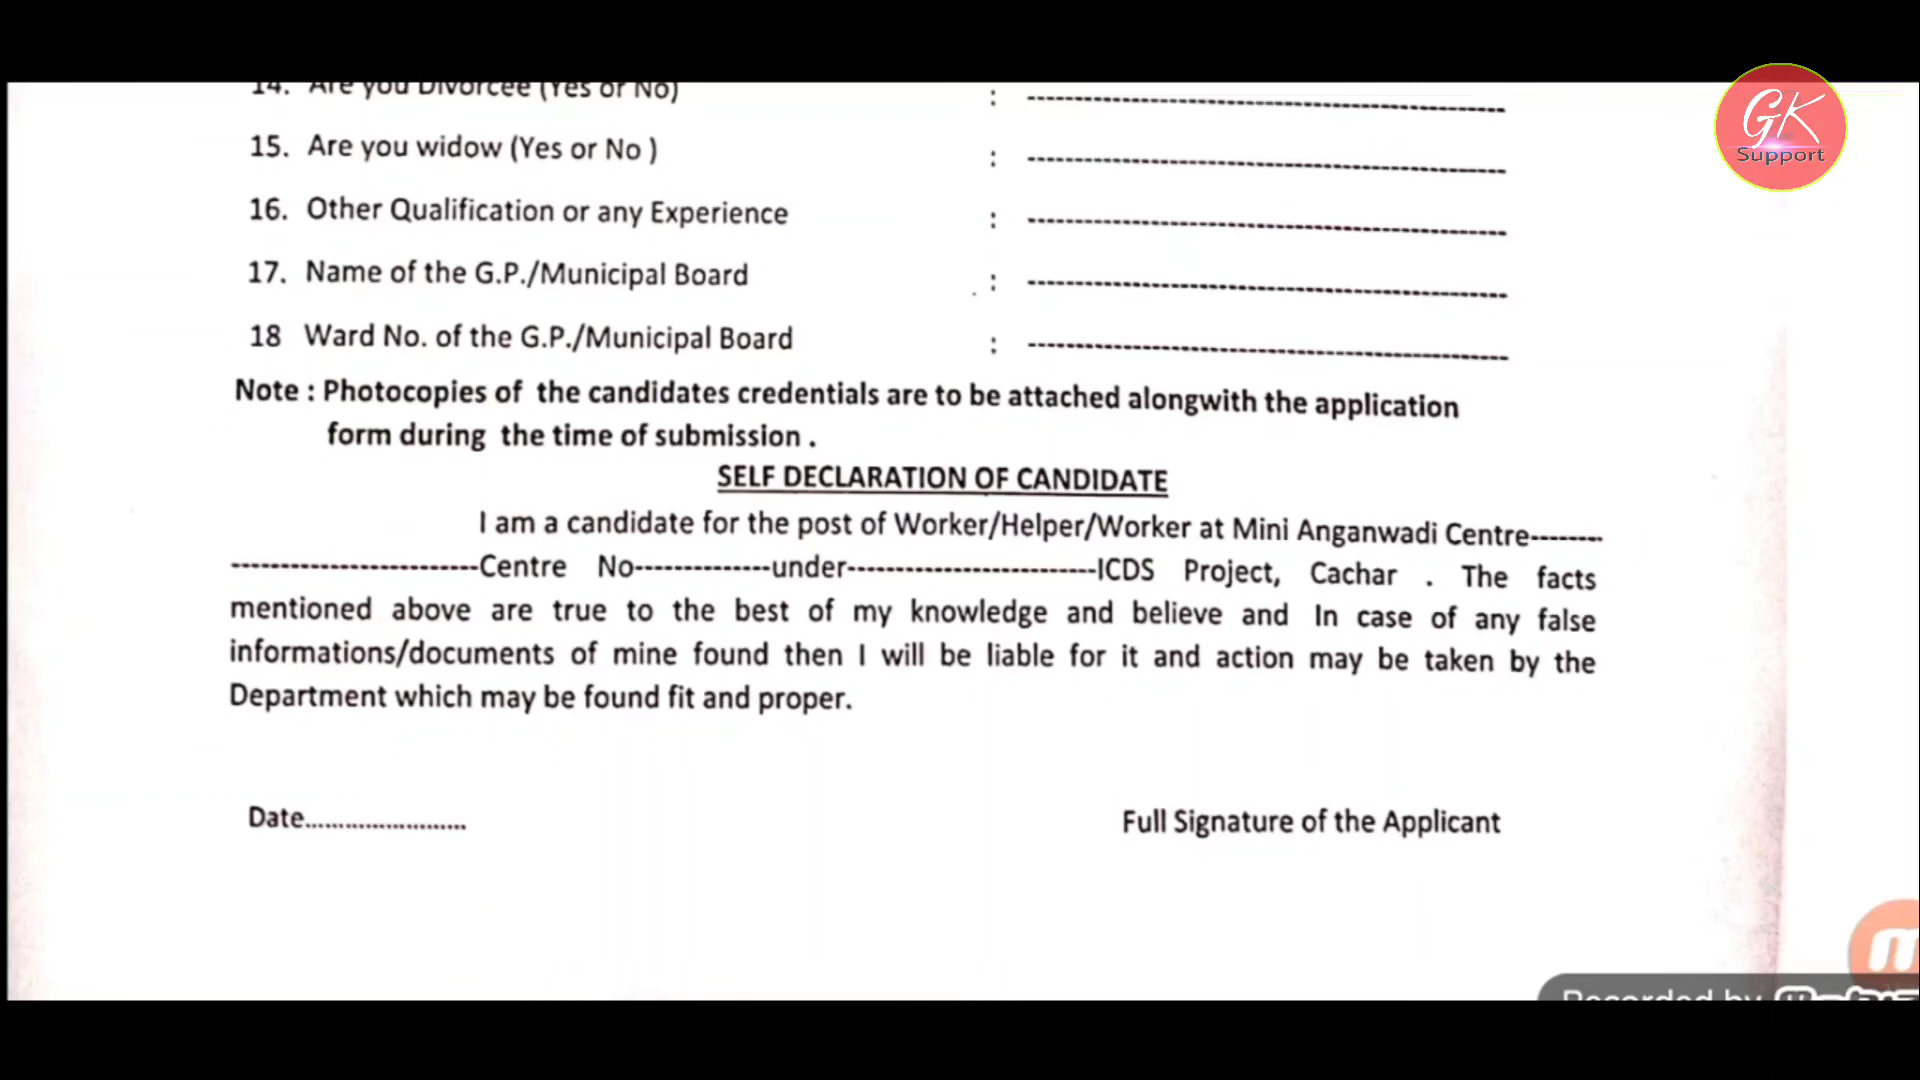 14. Are you Divorcee (Yes or No) : ------------------------------------------------
GK
Support
15. Are you widow (Yes or No ) : ------------------------------------------------
16. Other Qualification or any Experience : ------------------------------------------------
17. Name of the G.P./Municipal Board : ------------------------------------------------
18 Ward No. of the G.P./Municipal Board : ------------------------------------------------
Note : Photocopies of the candidates credentials are to be attached alongwith the application
form during the time of submission .
SELF DECLARATION OF CANDIDATE
I am a candidate for the post of Worker/Helper/Worker at Mini Anganwadi Centre--------
-------------------------Centre No--------------under-------------------------ICDS Project, Cachar . The facts
mentioned above are true to the best of my knowledge and believe and In case of any false
informations/documents of mine found then I will be liable for it and action may be taken by the
Department which may be found fit and proper.
Date........................ Full Signature of the Applicant
Recorded by